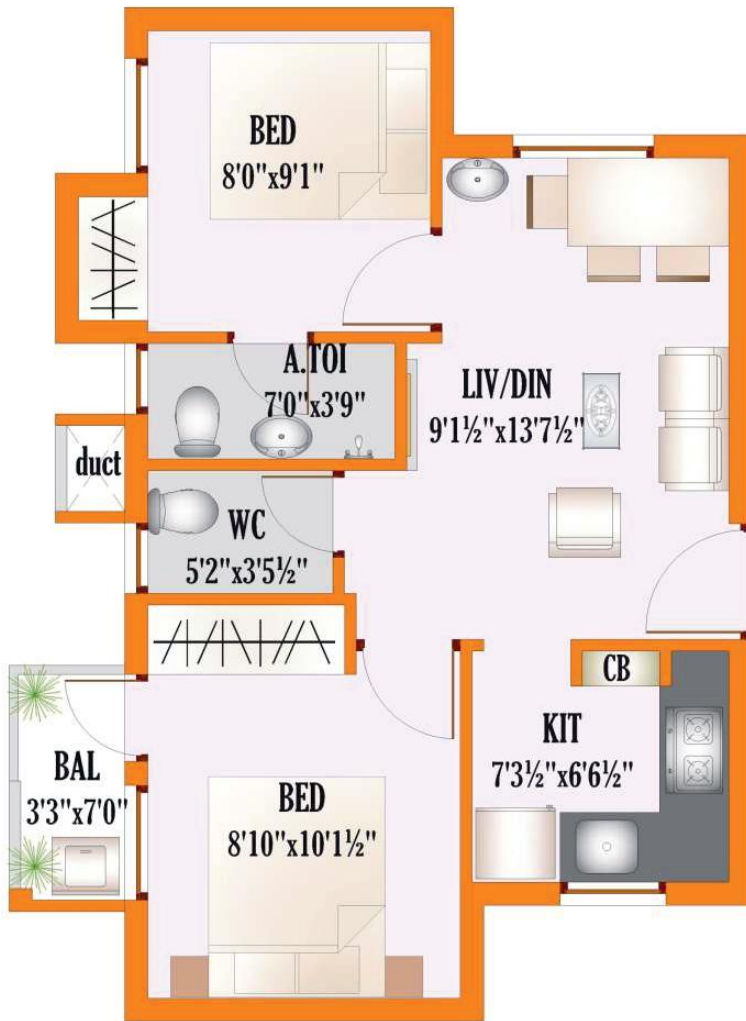 BED
8'0"x9'1"
A.TOI
7'0"x3'9"
LIV/DIN
9'1½"x13'7½"
duct
WC
5'2"x3'5½"
CB
KIT
7'3½"x6'6½"
BAL
3'3"x7'0"
BED
8'10"x10'1½"